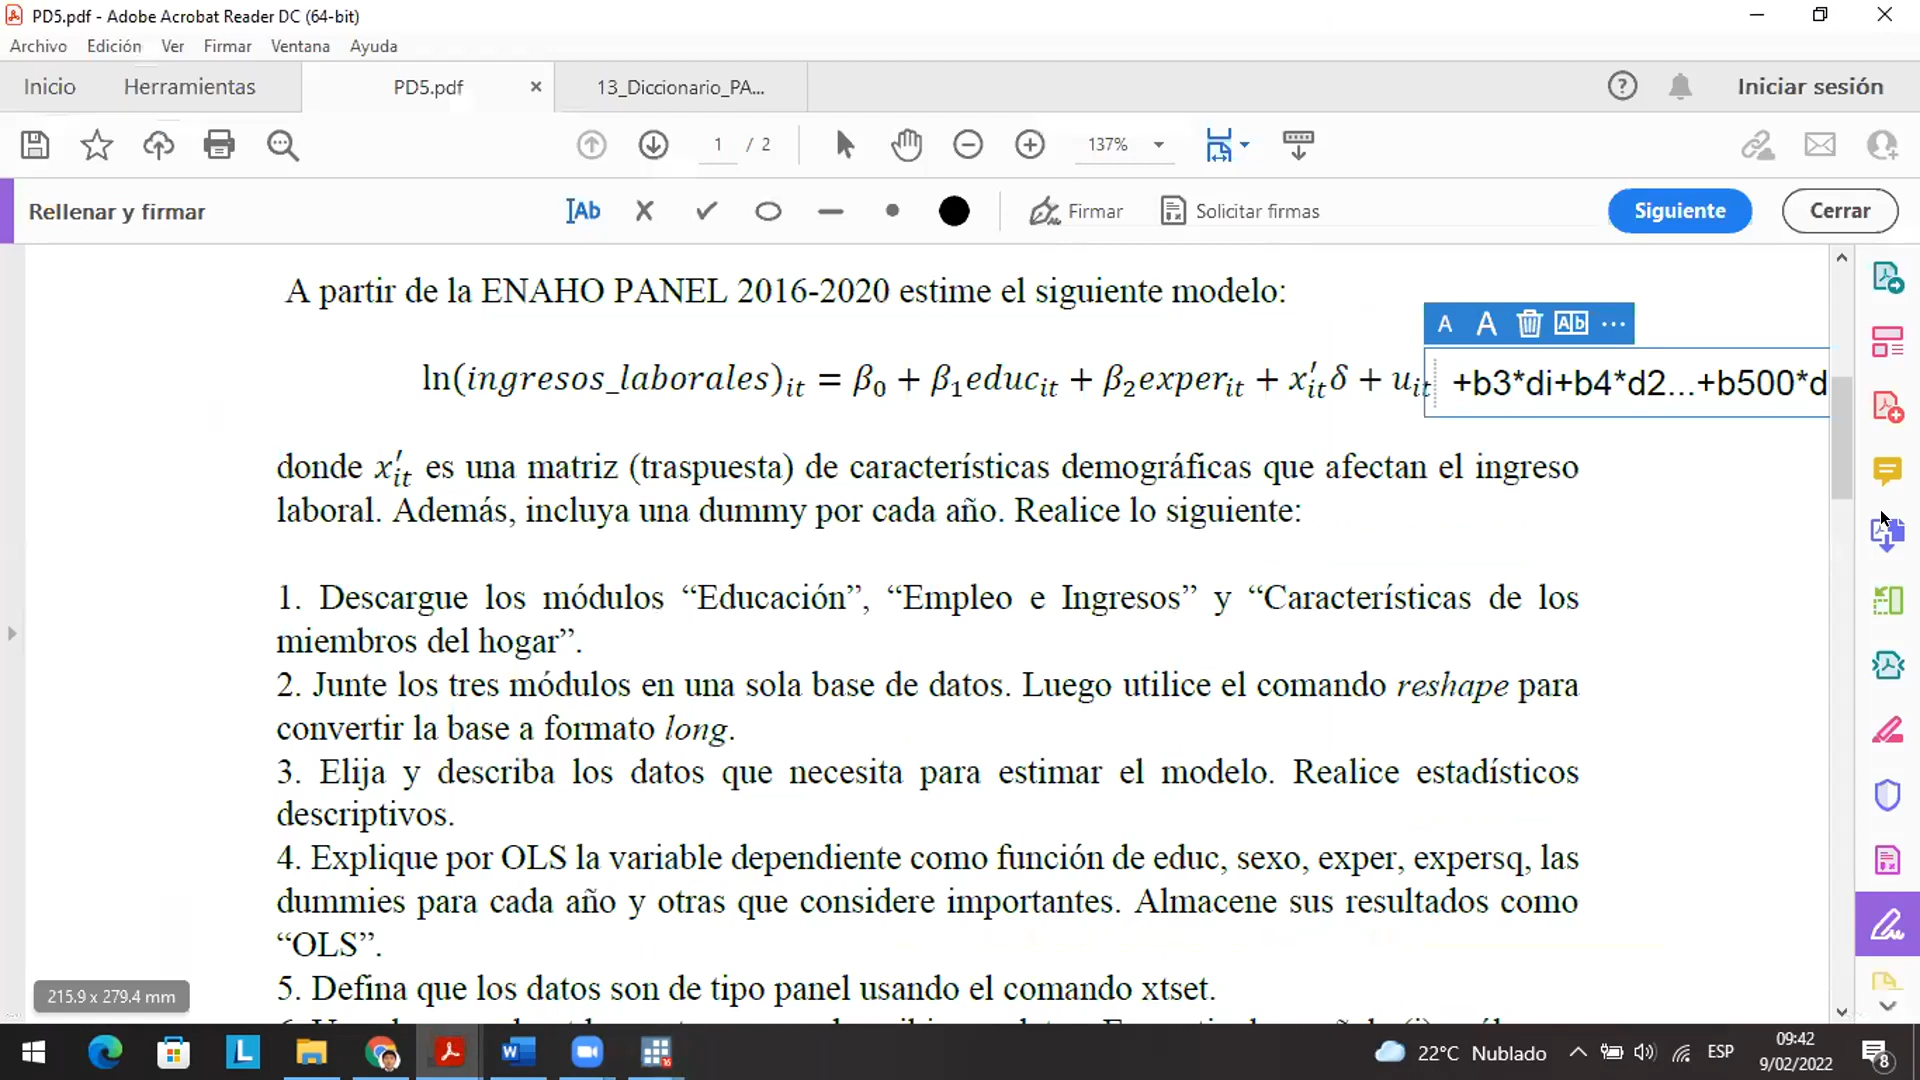 PD5.pdf - Adobe Acrobat Reader DC (64-bit)
Archivo Edición Ver Firmar Ventana Ayuda
Inicio Herramientas PD5.pdf × 13_Diccionario_PA... ? Iniciar sesión
1 / 2 137%
Rellenar y firmar Ab Firmar Solicitar firmas Siguiente Cerrar
A partir de la ENAHO PANEL 2016-2020 estime el siguiente modelo:
A A Ab ...
ln(ingresos_laborales)it = β0 + β1educit + β2experit + x′itδ + uit +b3*di+b4*d2...+b500*d
donde x′it es una matriz (traspuesta) de características demográficas que afectan el ingreso
laboral. Además, incluya una dummy por cada año. Realice lo siguiente:
1. Descargue los módulos “Educación”, “Empleo e Ingresos” y “Características de los
miembros del hogar”.
2. Junte los tres módulos en una sola base de datos. Luego utilice el comando reshape para
convertir la base a formato long.
3. Elija y describa los datos que necesita para estimar el modelo. Realice estadísticos
descriptivos.
4. Explique por OLS la variable dependiente como función de educ, sexo, exper, expersq, las
dummies para cada año y otras que considere importantes. Almacene sus resultados como
“OLS”.
5. Defina que los datos son de tipo panel usando el comando xtset.
215.9 x 279.4 mm
22°C Nublado ESP 09:42
9/02/2022 8